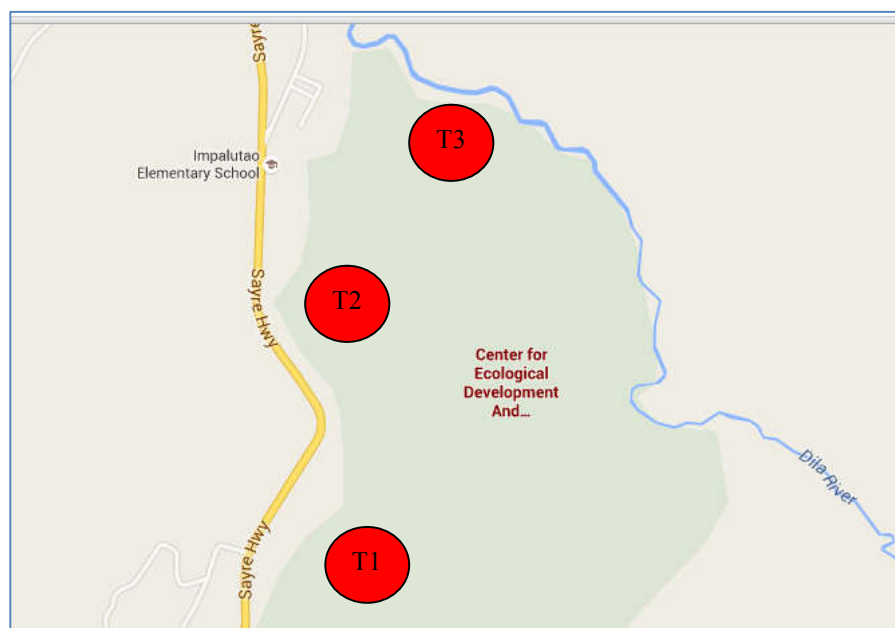 Sayre
T3
Impalutao
Elementary School
Sayre Hwy
T2
Center for
Ecological
Development
And...
Dila River
Sayre Hwy
T1